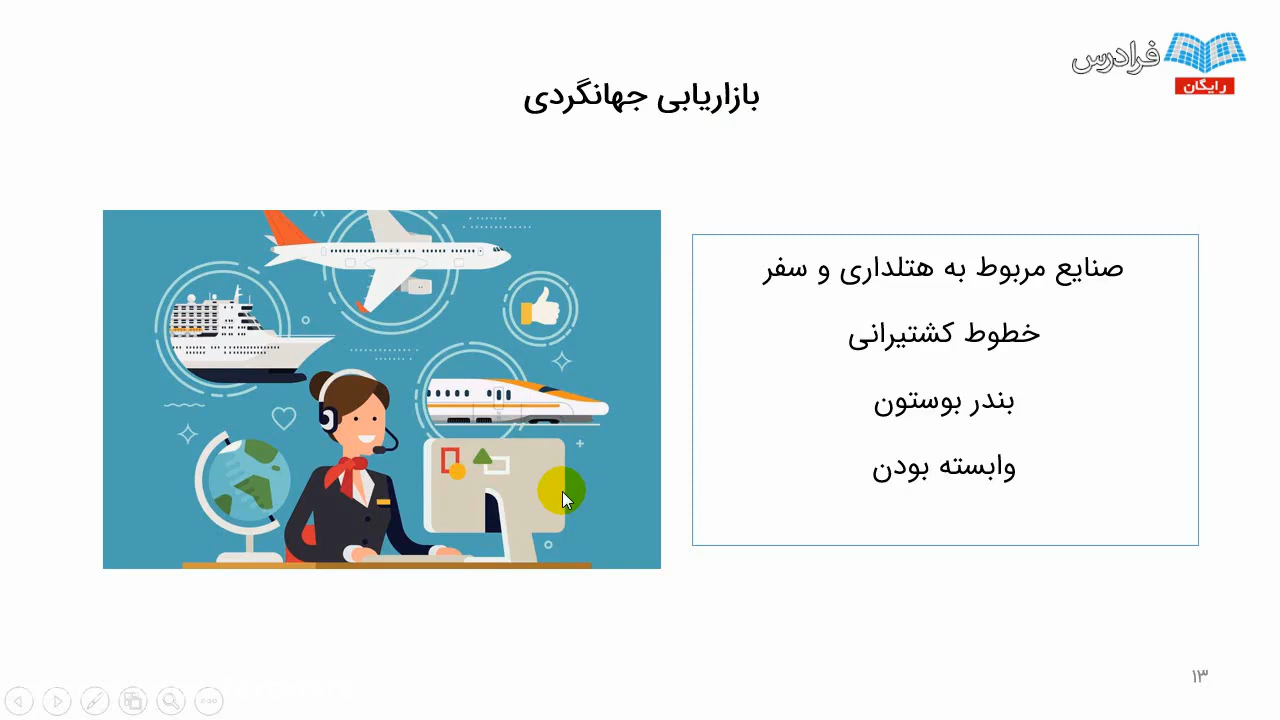 فرادرس
رایگان
بازاریابی جهانگردی
صنایع مربوط به هتلداری و سفر
خطوط کشتیرانی
بندر بوستون
وابسته بودن
۱۳